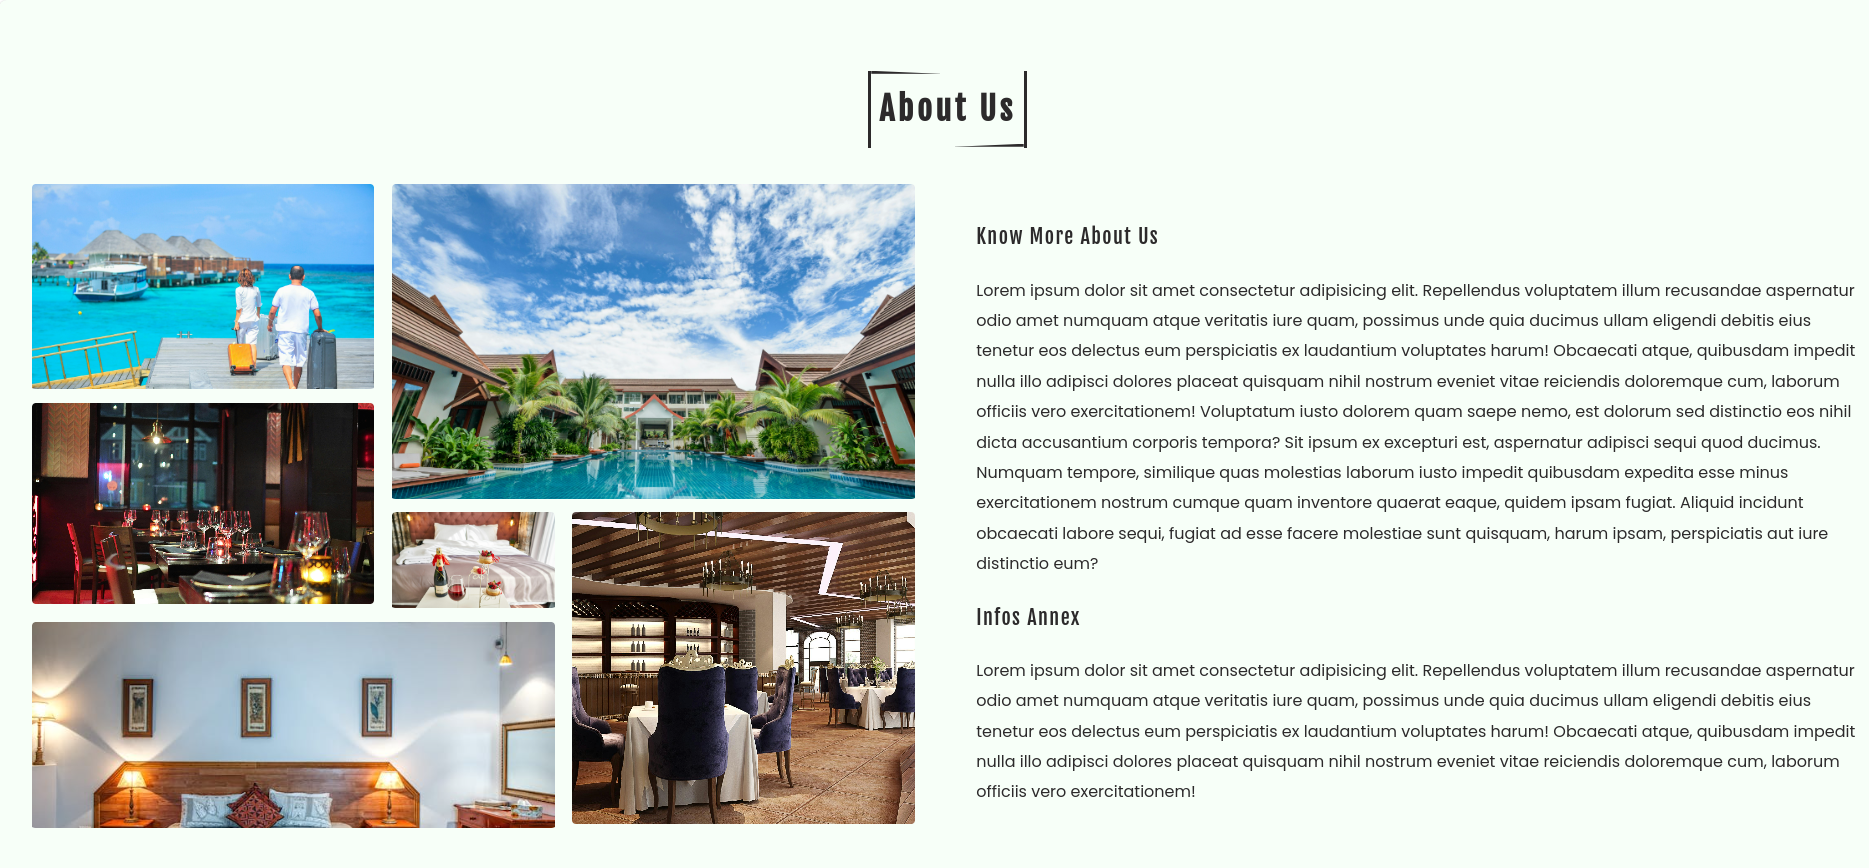 About Us
Know More About Us
Lorem ipsum dolor sit amet consectetur adipisicing elit. Repellendus voluptatem illum recusandae aspernatur
odio amet numquam atque veritatis iure quam, possimus unde quia ducimus ullam eligendi debitis eius
tenetur eos delectus eum perspiciatis ex laudantium voluptates harum! Obcaecati atque, quibusdam impedit
nulla illo adipisci dolores placeat quisquam nihil nostrum eveniet vitae reiciendis doloremque cum, laborum
officiis vero exercitationem! Voluptatum iusto dolorem quam saepe nemo, est dolorum sed distinctio eos nihil
dicta accusantium corporis tempora? Sit ipsum ex excepturi est, aspernatur adipisci sequi quod ducimus.
Numquam tempore, similique quas molestias laborum iusto impedit quibusdam expedita esse minus
exercitationem nostrum cumque quam inventore quaerat eaque, quidem ipsam fugiat. Aliquid incidunt
obcaecati labore sequi, fugiat ad esse facere molestiae sunt quisquam, harum ipsam, perspiciatis aut iure
distinctio eum?
Infos Annex
Lorem ipsum dolor sit amet consectetur adipisicing elit. Repellendus voluptatem illum recusandae aspernatur
odio amet numquam atque veritatis iure quam, possimus unde quia ducimus ullam eligendi debitis eius
tenetur eos delectus eum perspiciatis ex laudantium voluptates harum! Obcaecati atque, quibusdam impedit
nulla illo adipisci dolores placeat quisquam nihil nostrum eveniet vitae reiciendis doloremque cum, laborum
officiis vero exercitationem!